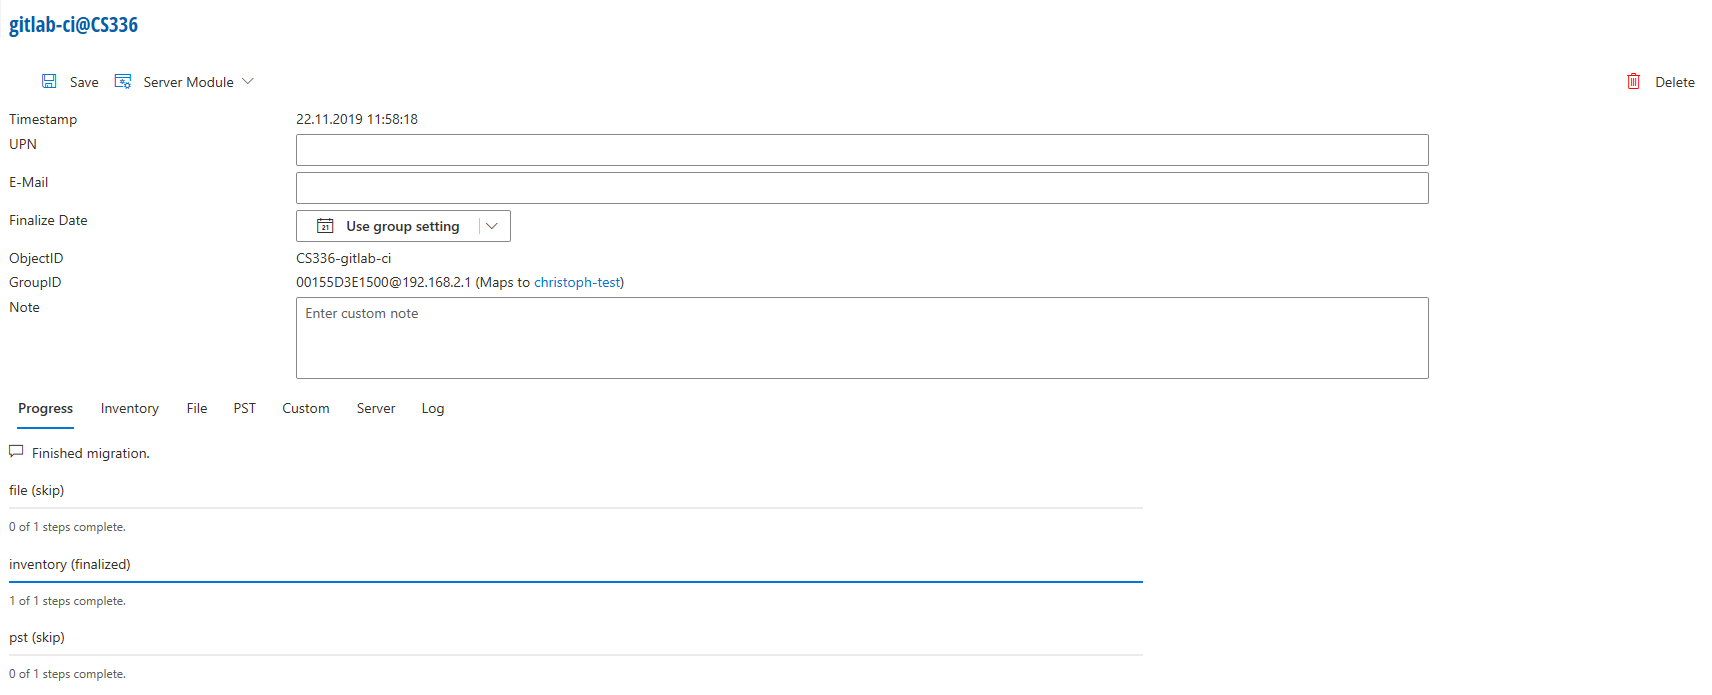 gitlab-ci@CS336
Save Server Module Delete
Timestamp 22.11.2019 11:58:18
UPN
E-Mail
Finalize Date 21 Use group setting
ObjectID CS336-gitlab-ci
GroupID 00155D3E1500@192.168.2.1 (Maps to christoph-test)
Note Enter custom note
Progress Inventory File PST Custom Server Log
Finished migration.
file (skip)
0 of 1 steps complete.
inventory (finalized)
1 of 1 steps complete.
pst (skip)
0 of 1 steps complete.